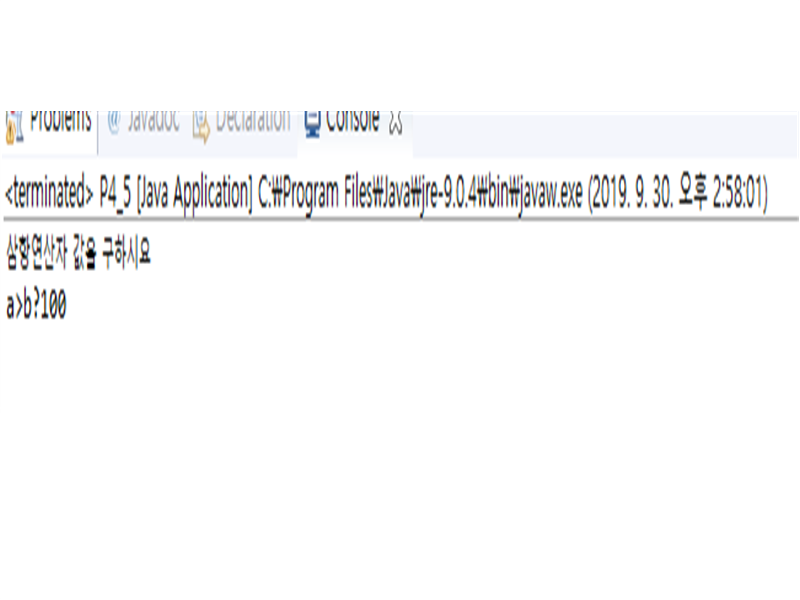 Problems @ Javadoc Declaration Console
<terminated> P4_5 [Java Application] C:₩Program Files₩Java₩jre-9.0.4₩bin₩javaw.exe (2019. 9. 30. 오후 2:58:01)
삼황연산자 값을 구하시요
a>b?100